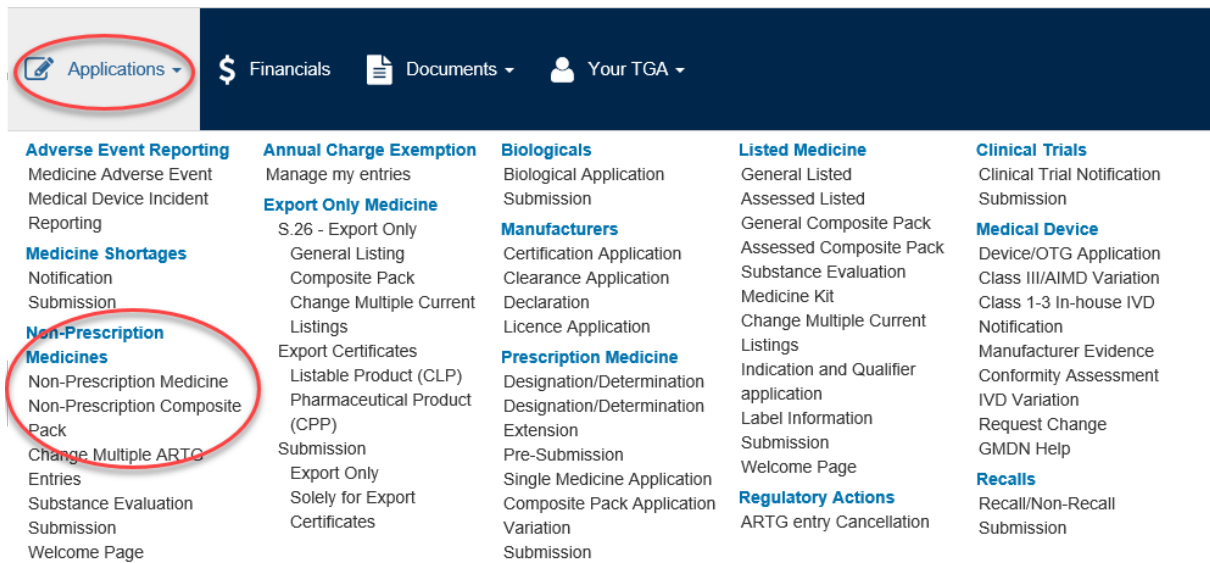 Applications
$ Financials
Documents
Your TGA
Adverse Event Reporting
Medicine Adverse Event
Medical Device Incident
Reporting
Medicine Shortages
Notification
Submission
Non-Prescription
Medicines
Non-Prescription Medicine
Non-Prescription Composite
Pack
Change Multiple ARTG
Entries
Substance Evaluation
Submission
Welcome Page
Annual Charge Exemption
Manage my entries
Export Only Medicine
S.26 - Export Only
General Listing
Composite Pack
Change Multiple Current
Listings
Export Certificates
Listable Product (CLP)
Pharmaceutical Product
(CPP)
Submission
Export Only
Solely for Export
Certificates
Biologicals
Biological Application
Submission
Manufacturers
Certification Application
Clearance Application
Declaration
Licence Application
Prescription Medicine
Designation/Determination
Designation/Determination
Extension
Pre-Submission
Single Medicine Application
Composite Pack Application
Variation
Submission
Listed Medicine
General Listed
Assessed Listed
General Composite Pack
Assessed Composite Pack
Substance Evaluation
Medicine Kit
Change Multiple Current
Listings
Indication and Qualifier
application
Label Information
Submission
Welcome Page
Regulatory Actions
ARTG entry Cancellation
Clinical Trials
Clinical Trial Notification
Submission
Medical Device
Device/OTG Application
Class III/AIMD Variation
Class 1-3 In-house IVD
Notification
Manufacturer Evidence
Conformity Assessment
IVD Variation
Request Change
GMDN Help
Recalls
Recall/Non-Recall
Submission